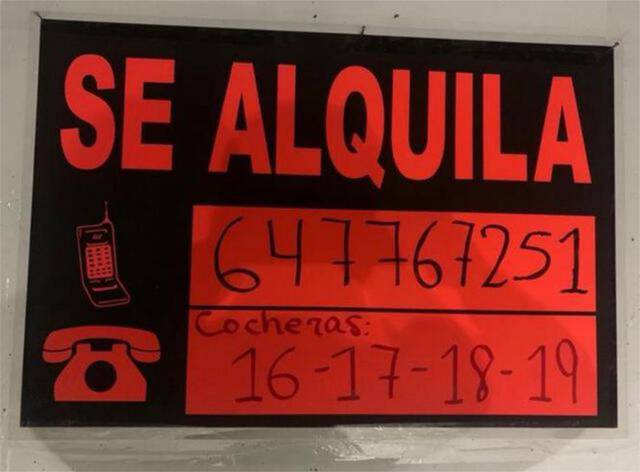 SE ALQUILA
647767251
Cocheras:
16-17-18-19